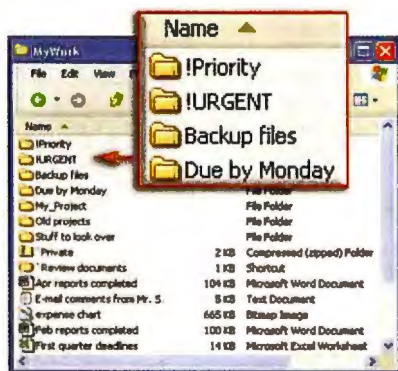 Name
!Priority
!URGENT
Backup files
Due by Monday
MyWork
File Edit View
Name
!Priority
!URGENT
Backup files
Due by Monday File Folder
My_Project File Folder
Old projects File Folder
Stuff to look over File Folder
`Private 2 KB Compressed (zipped) Folder
`Review documents 1 KB Shortcut
Apr reports completed 104 KB Microsoft Word Document
E-mail comments from Mr. S. 5 KB Text Document
expense chart 665 KB Bitmap Image
Feb reports completed 100 KB Microsoft Word Document
First quarter deadlines 14 KB Microsoft Excel Worksheet